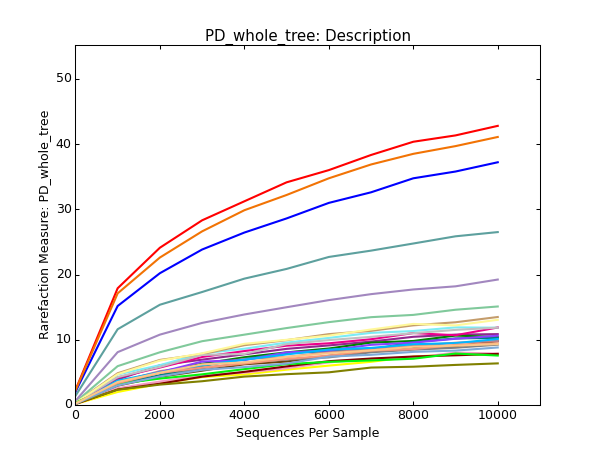 PD_whole_tree: Description
Rarefaction Measure: PD_whole_tree
50
40
30
20
10
0
0 2000 4000 6000 8000 10000
Sequences Per Sample